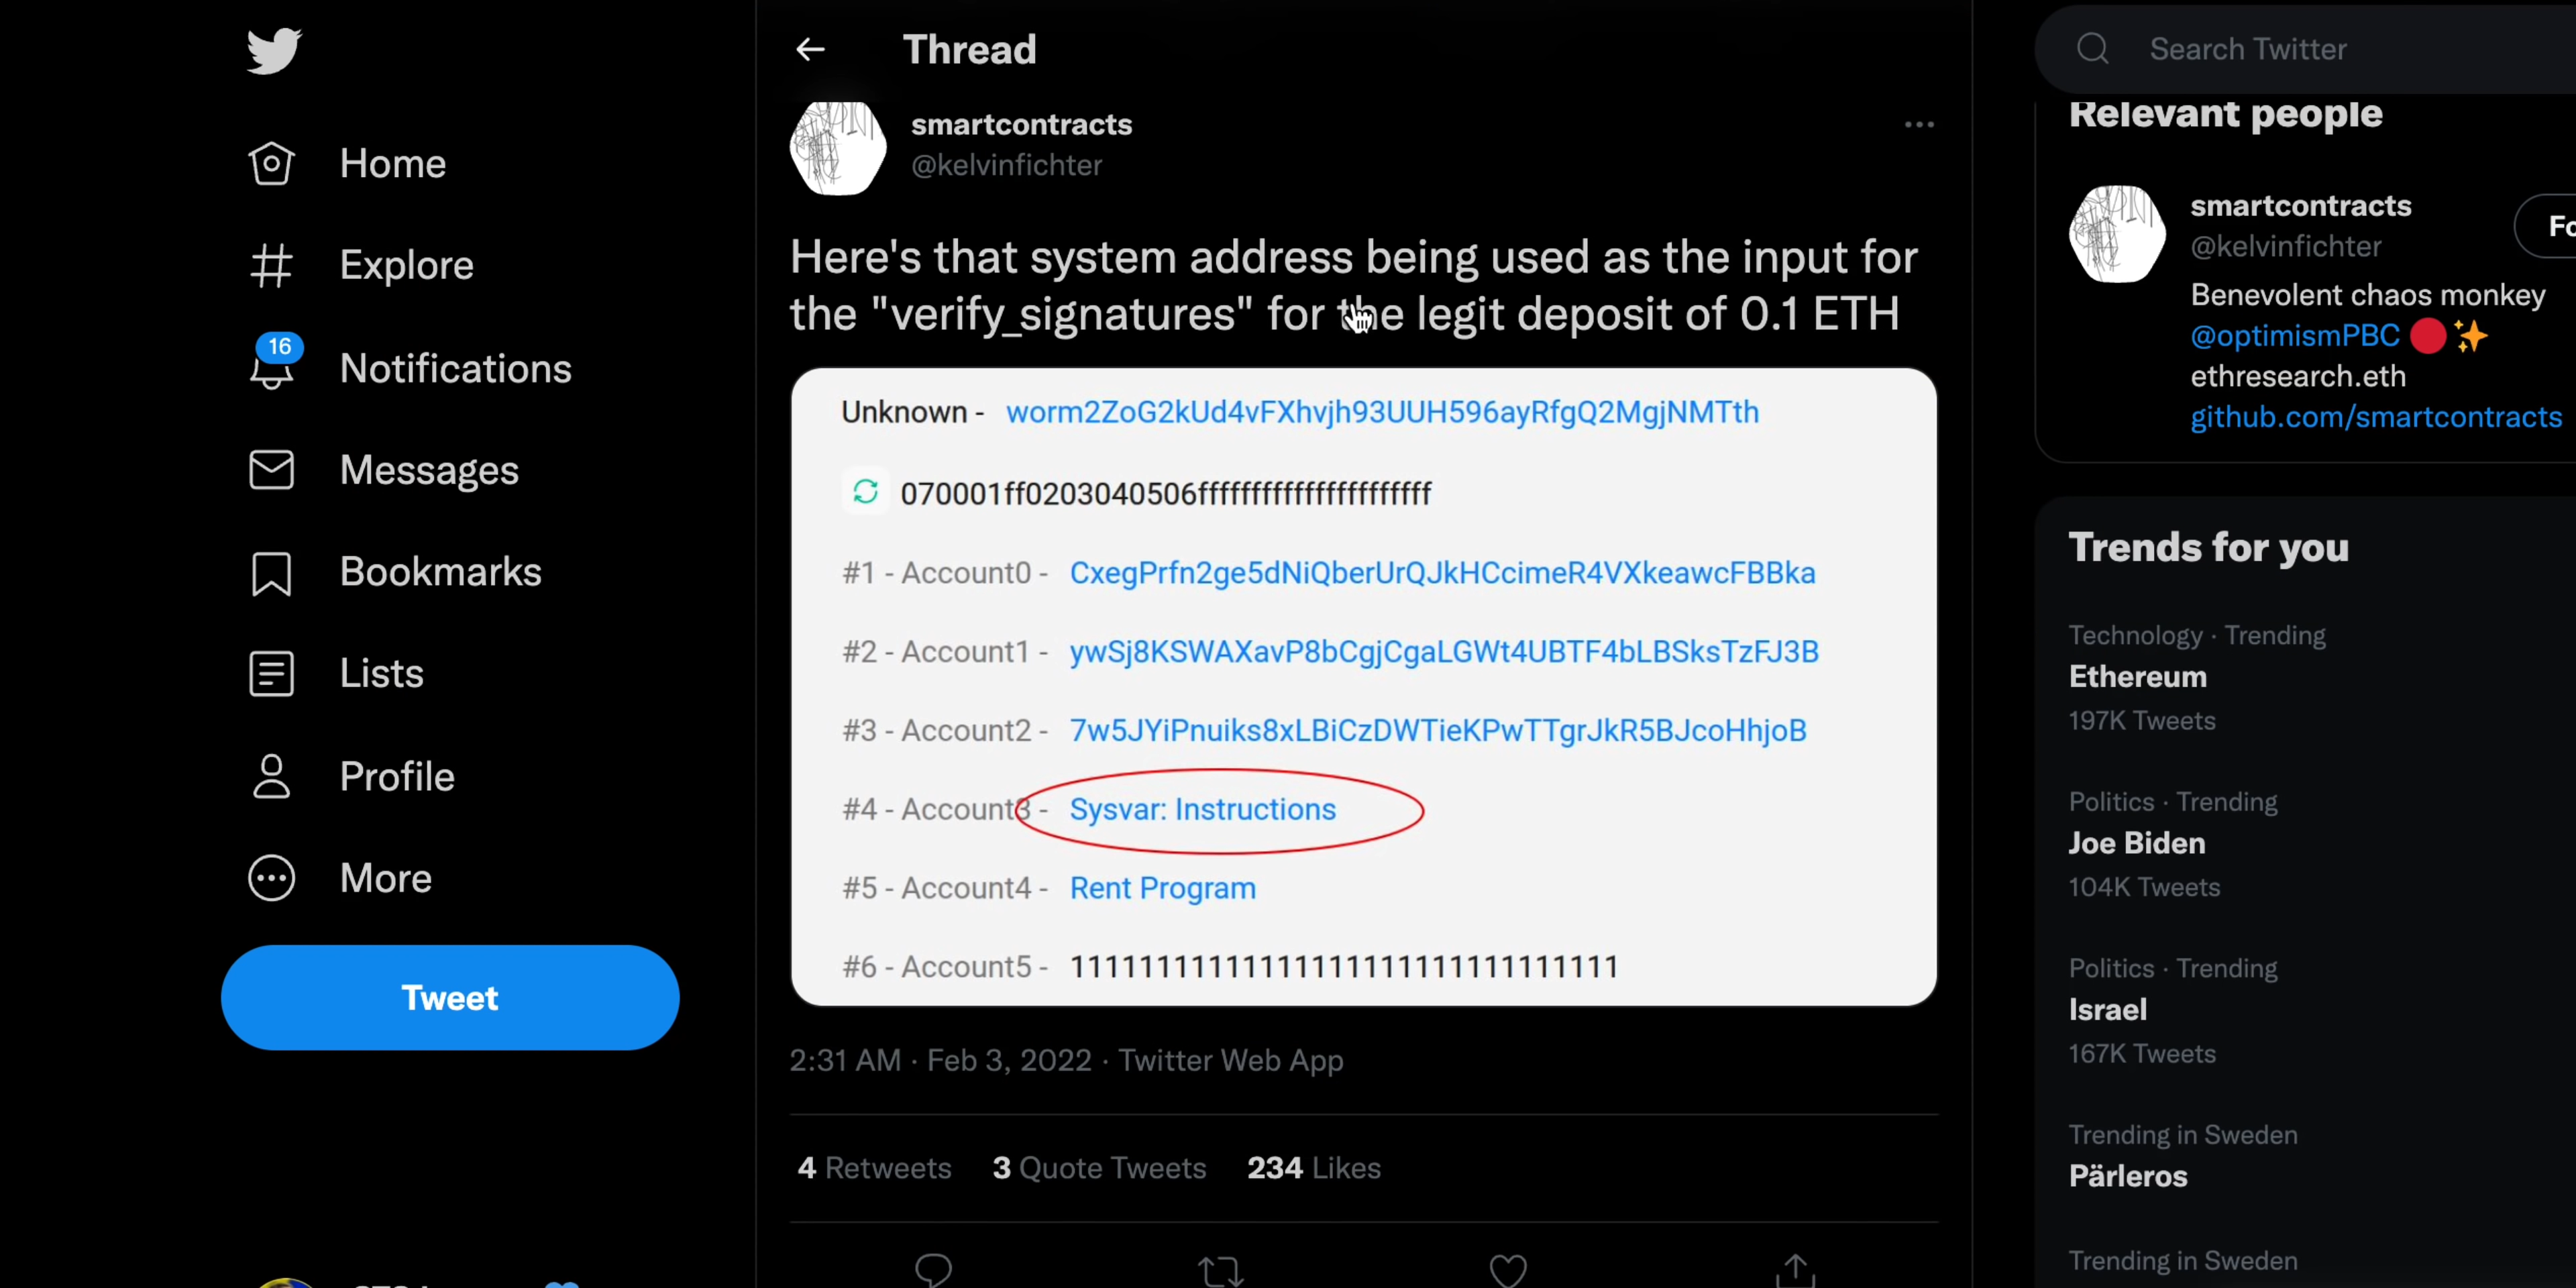 Thread
Search Twitter
Home
Explore
16
Notifications
Messages
Bookmarks
Lists
Profile
More
Tweet
smartcontracts
@kelvinfichter
Here's that system address being used as the input for
the "verify_signatures" for the legit deposit of 0.1 ETH
Unknown - worm2ZoG2kUd4vFXhvjh93UUH596ayRfgQ2MgjNMTth
070001ff0203040506ffffffffffffffffffffff
#1 - Account0 - CxegPrfn2ge5dNiQberUrQJkHCcimeR4VXkeawcFBBka
#2 - Account1 - ywSj8KSWAXavP8bCgjCgaLGWt4UBTF4bLBSksTzFJ3B
#3 - Account2 - 7w5JYiPnuiks8xLBiCzDWTieKPwTTgrJkR5BJcoHhjoB
#4 - Account3 - Sysvar: Instructions
#5 - Account4 - Rent Program
#6 - Account5 - 11111111111111111111111111111111
2:31 AM · Feb 3, 2022 · Twitter Web App
4 Retweets 3 Quote Tweets 234 Likes
Relevant people
smartcontracts
@kelvinfichter
Fo
Benevolent chaos monkey
@optimismPBC
ethresearch.eth
github.com/smartcontracts
Trends for you
Technology · Trending
Ethereum
197K Tweets
Politics · Trending
Joe Biden
104K Tweets
Politics · Trending
Israel
167K Tweets
Trending in Sweden
Pärleros
Trending in Sweden